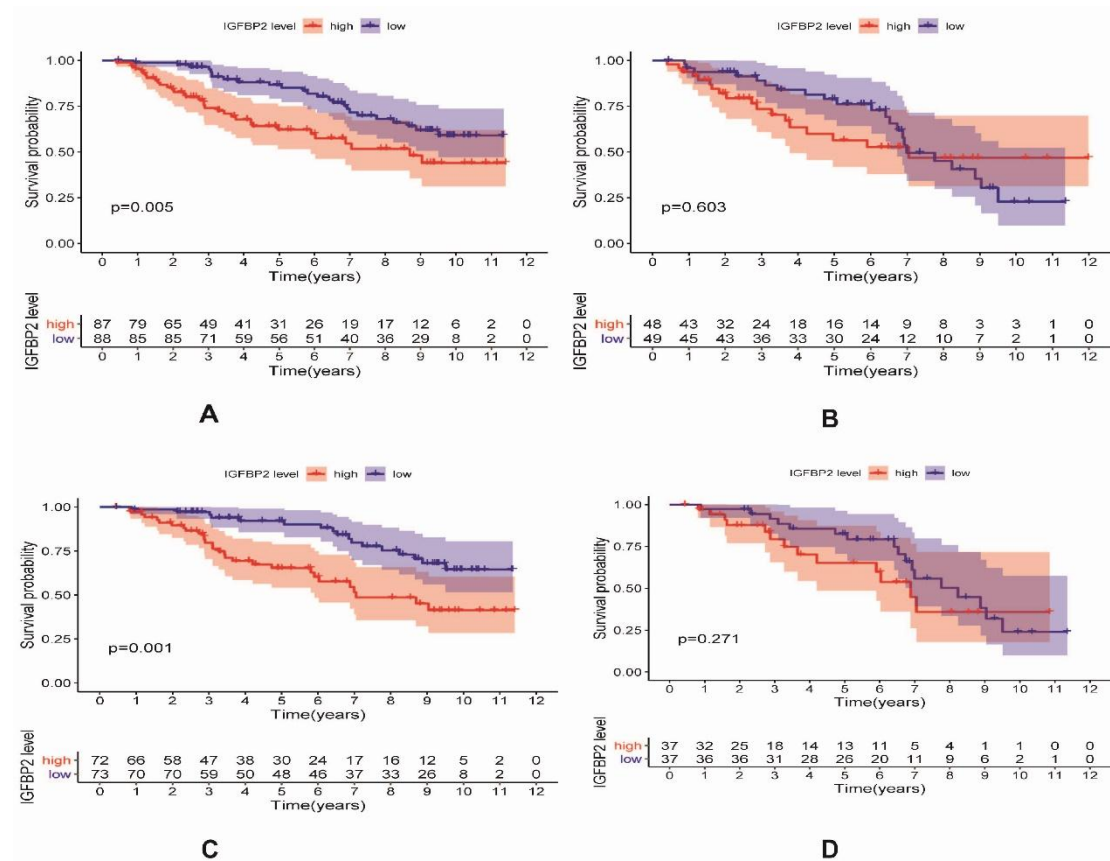 IGFBP2 level high low
1.00
0.75
0.50
0.25
0.00
Survival probability
p=0.005
0 1 2 3 4 5 6 7 8 9 10 11 12
Time(years)
IGFBP2 level
high 87 79 65 49 41 31 26 19 17 12 6 2 0
low 88 85 85 71 59 56 51 40 36 29 8 2 0
0 1 2 3 4 5 6 7 8 9 10 11 12
Time(years)
A
IGFBP2 level high low
1.00
0.75
0.50
0.25
0.00
Survival probability
p=0.603
0 1 2 3 4 5 6 7 8 9 10 11 12
Time(years)
IGFBP2 level
high 48 43 32 24 18 16 14 9 8 3 3 1 0
low 49 45 43 36 33 30 24 12 10 7 2 1 0
0 1 2 3 4 5 6 7 8 9 10 11 12
Time(years)
B
IGFBP2 level high low
1.00
0.75
0.50
0.25
0.00
Survival probability
p=0.001
0 1 2 3 4 5 6 7 8 9 10 11 12
Time(years)
IGFBP2 level
high 72 66 58 47 38 30 24 17 16 12 5 2 0
low 73 70 70 59 50 48 46 37 33 26 8 2 0
0 1 2 3 4 5 6 7 8 9 10 11 12
Time(years)
C
IGFBP2 level high low
1.00
0.75
0.50
0.25
0.00
Survival probability
p=0.271
0 1 2 3 4 5 6 7 8 9 10 11 12
Time(years)
IGFBP2 level
high 37 32 25 18 14 13 11 5 4 1 1 0 0
low 37 36 36 31 28 26 20 11 9 6 2 1 0
0 1 2 3 4 5 6 7 8 9 10 11 12
Time(years)
D